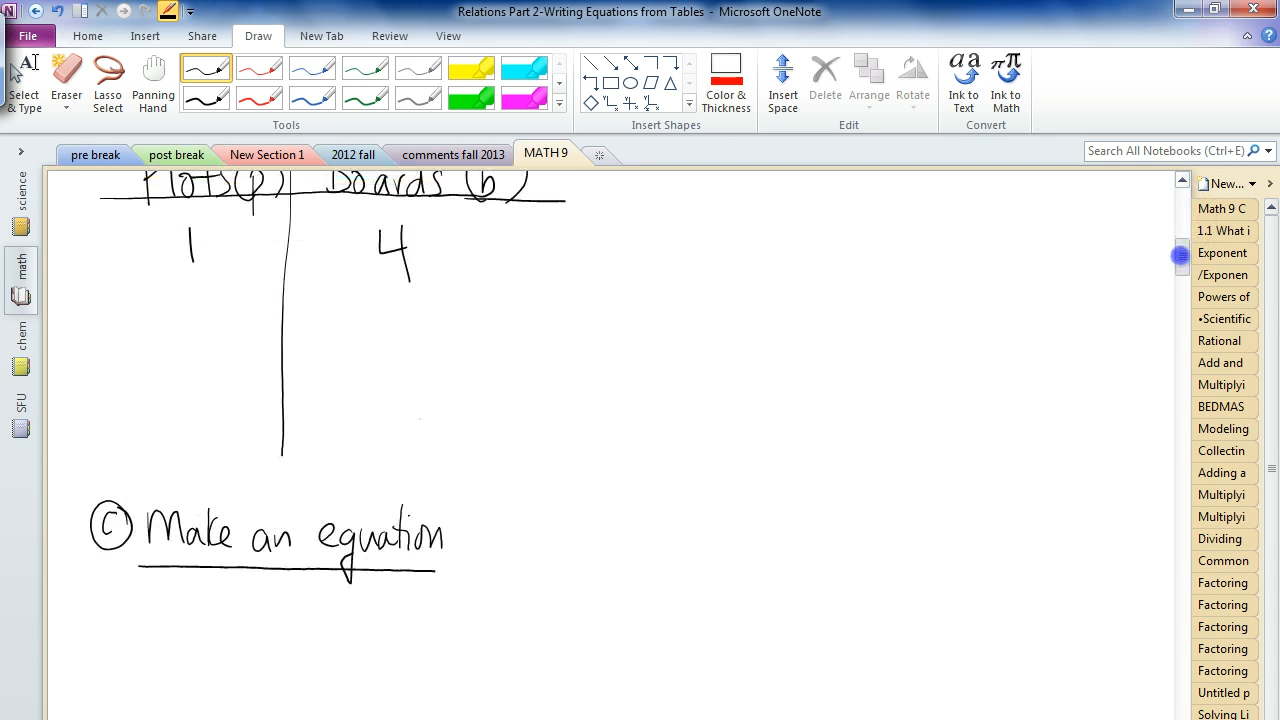 Relations Part 2-Writing Equations from Tables - Microsoft OneNote
File Home Insert Share Draw Review View
Select & Type
Eraser
Lasso Select
Panning Hand
Color & Thickness
Insert Space
Delete
Arrange
Rotate
Ink to Text
Ink to Math
Tools
Insert Shapes
Edit
Convert
pre break
post break
New Section 1
2012 fall
comments fall 2013
MATH 9
Search All Notebooks (Ctrl+E)
science
math
chem
SFU
Plots (p) Boards (b)
1 4
C Make an equation
New...
Math 9 C
1.1 What i
Exponent
/Exponen
Powers of
•Scientific
Rational
Add and
Multiplyi
BEDMAS
Modeling
Collectin
Adding a
Multiplyi
Multiplyi
Dividing
Common
Factoring
Factoring
Factoring
Factoring
Factoring
Untitled p
Solving Li